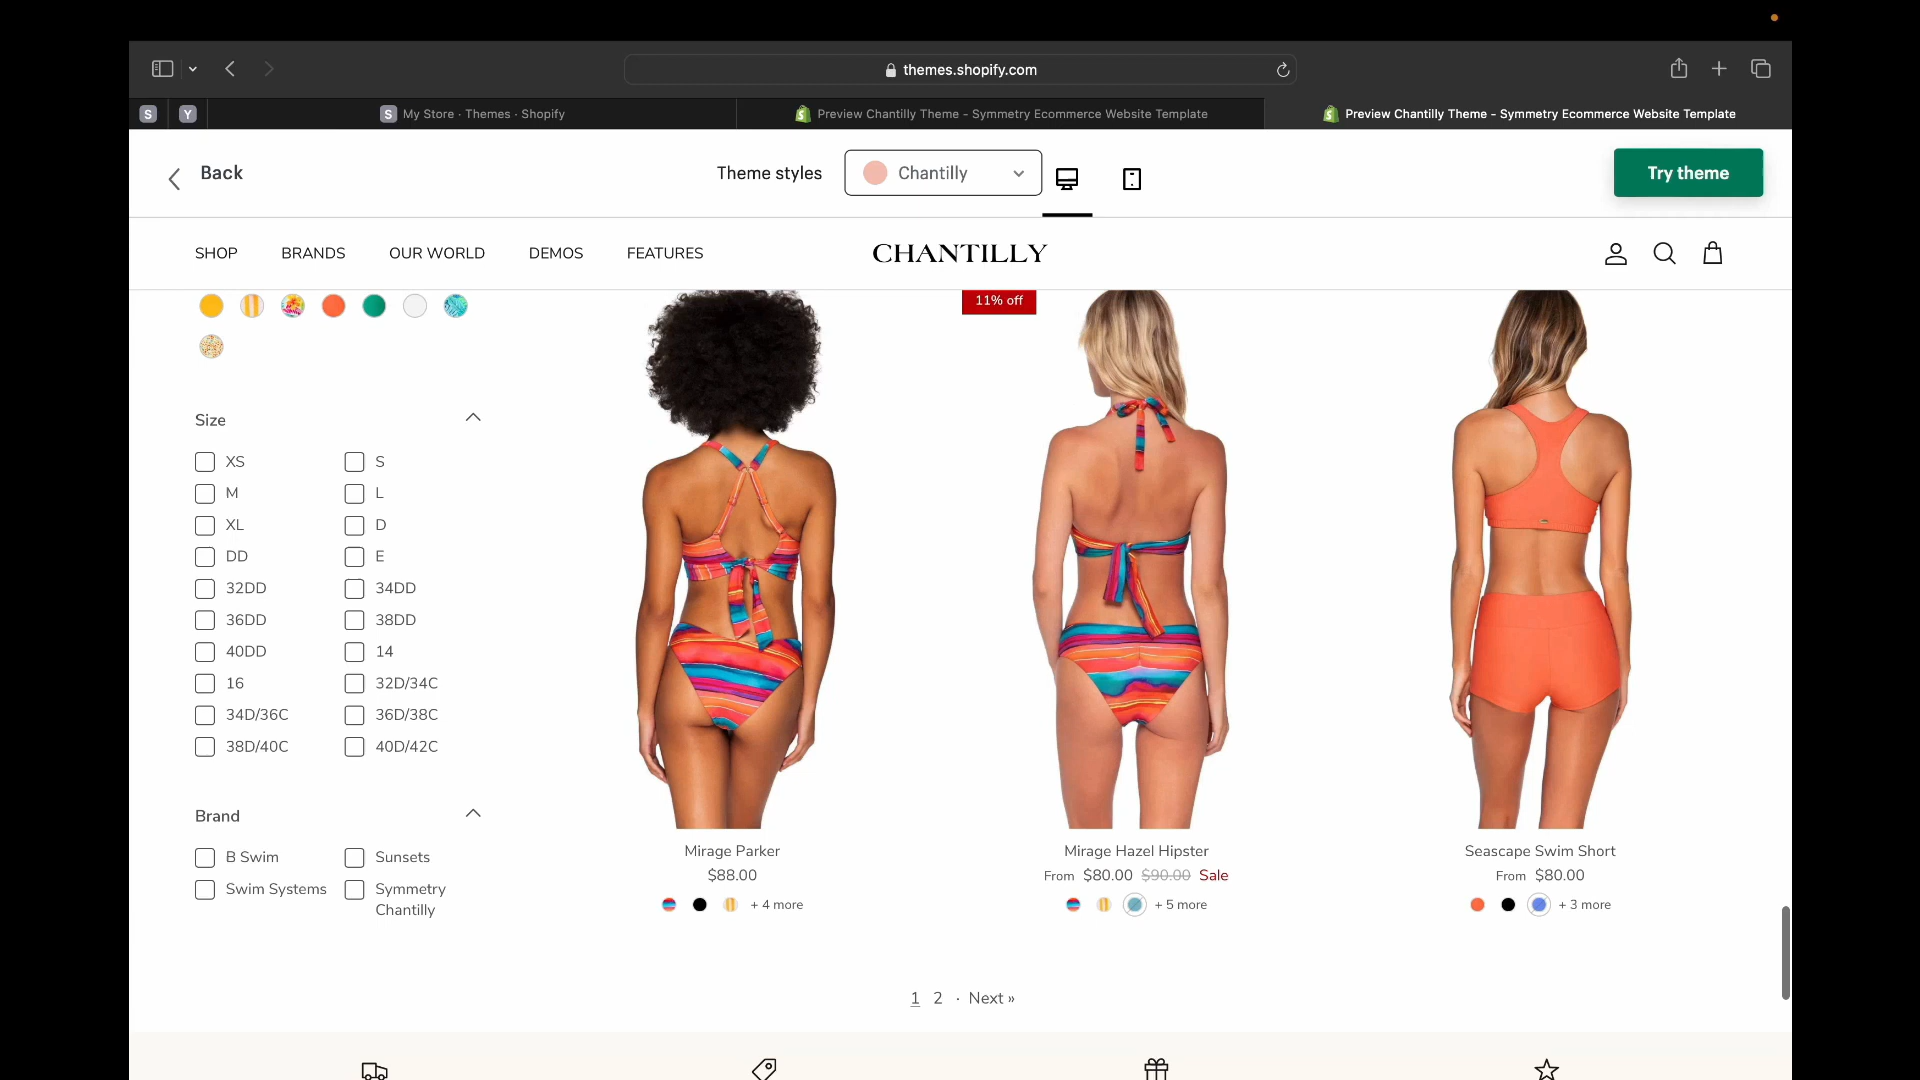 themes.shopify.com
S
Y
S My Store · Themes · Shopify
Preview Chantilly Theme - Symmetry Ecommerce Website Template
Preview Chantilly Theme - Symmetry Ecommerce Website Template
Back
Theme styles
Chantilly
Try theme
SHOP BRANDS OUR WORLD DEMOS FEATURES
CHANTILLY
11% off
Size
XS S
M L
XL D
DD E
32DD 34DD
36DD 38DD
40DD 14
16 32D/34C
34D/36C 36D/38C
38D/40C 40D/42C
Brand
B Swim Sunsets
Swim Systems Symmetry
Chantilly
Mirage Parker
$88.00
+ 4 more
Mirage Hazel Hipster
From $80.00 $90.00 Sale
+ 5 more
Seascape Swim Short
From $80.00
+ 3 more
1 2 · Next »